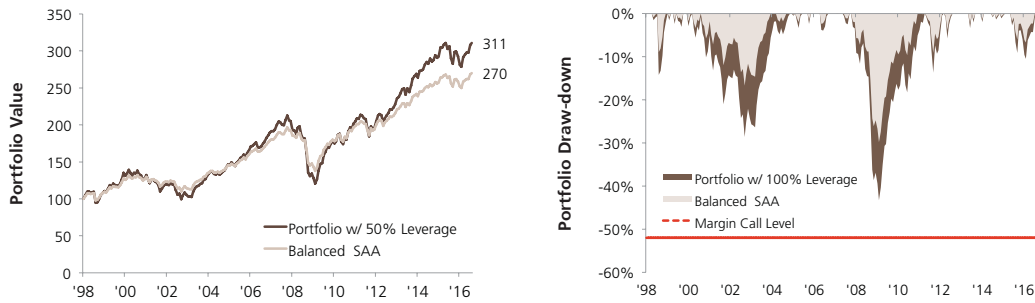 Portfolio Value
350
300
250
200
150
100
50
0
311
270
Portfolio w/ 50% Leverage
Balanced SAA
'98 '00 '02 '04 '06 '08 '10 '12 '14 '16
Portfolio Draw-down
0%
-10%
-20%
-30%
-40%
-50%
-60%
Portfolio w/ 100% Leverage
Balanced SAA
Margin Call Level
'98 '00 '02 '04 '06 '08 '10 '12 '14 '16